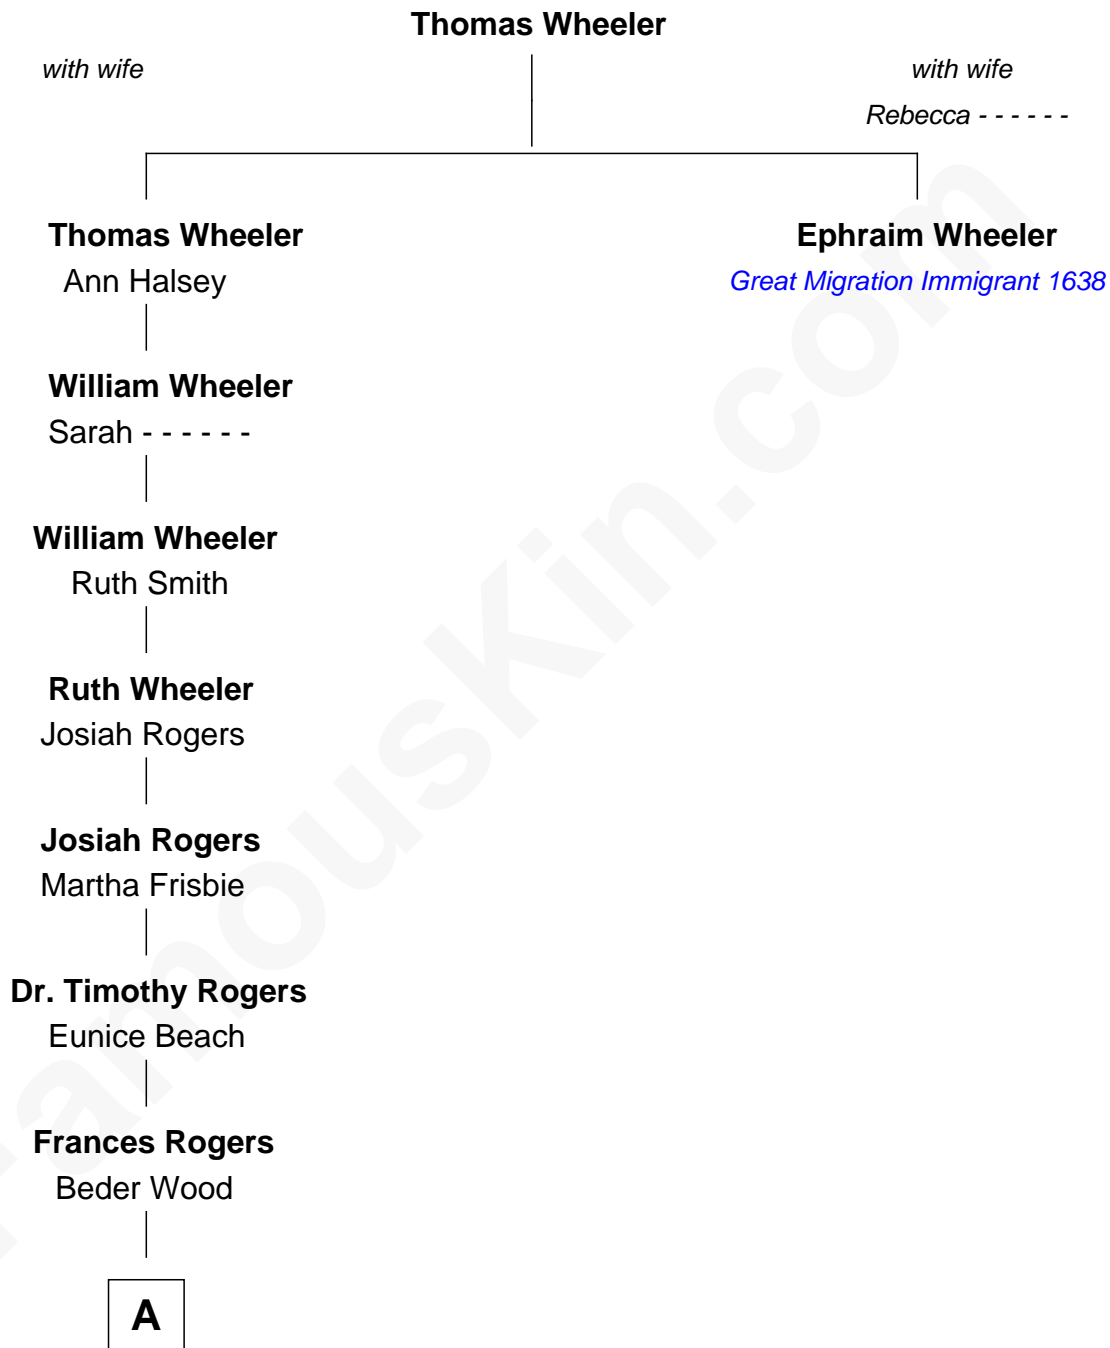 Thomas Wheeler
with wife
with wife
Rebecca - - - - - -
Thomas Wheeler
Ephraim Wheeler
Ann Halsey
Great Migration Immigrant 1638
William Wheeler
Sarah - - - - - -
William Wheeler
Ruth Smith
Ruth Wheeler
Josiah Rogers
Josiah Rogers
Martha Frisbie
Dr. Timothy Rogers
Eunice Beach
Frances Rogers
Beder Wood
A
FamousKin.com